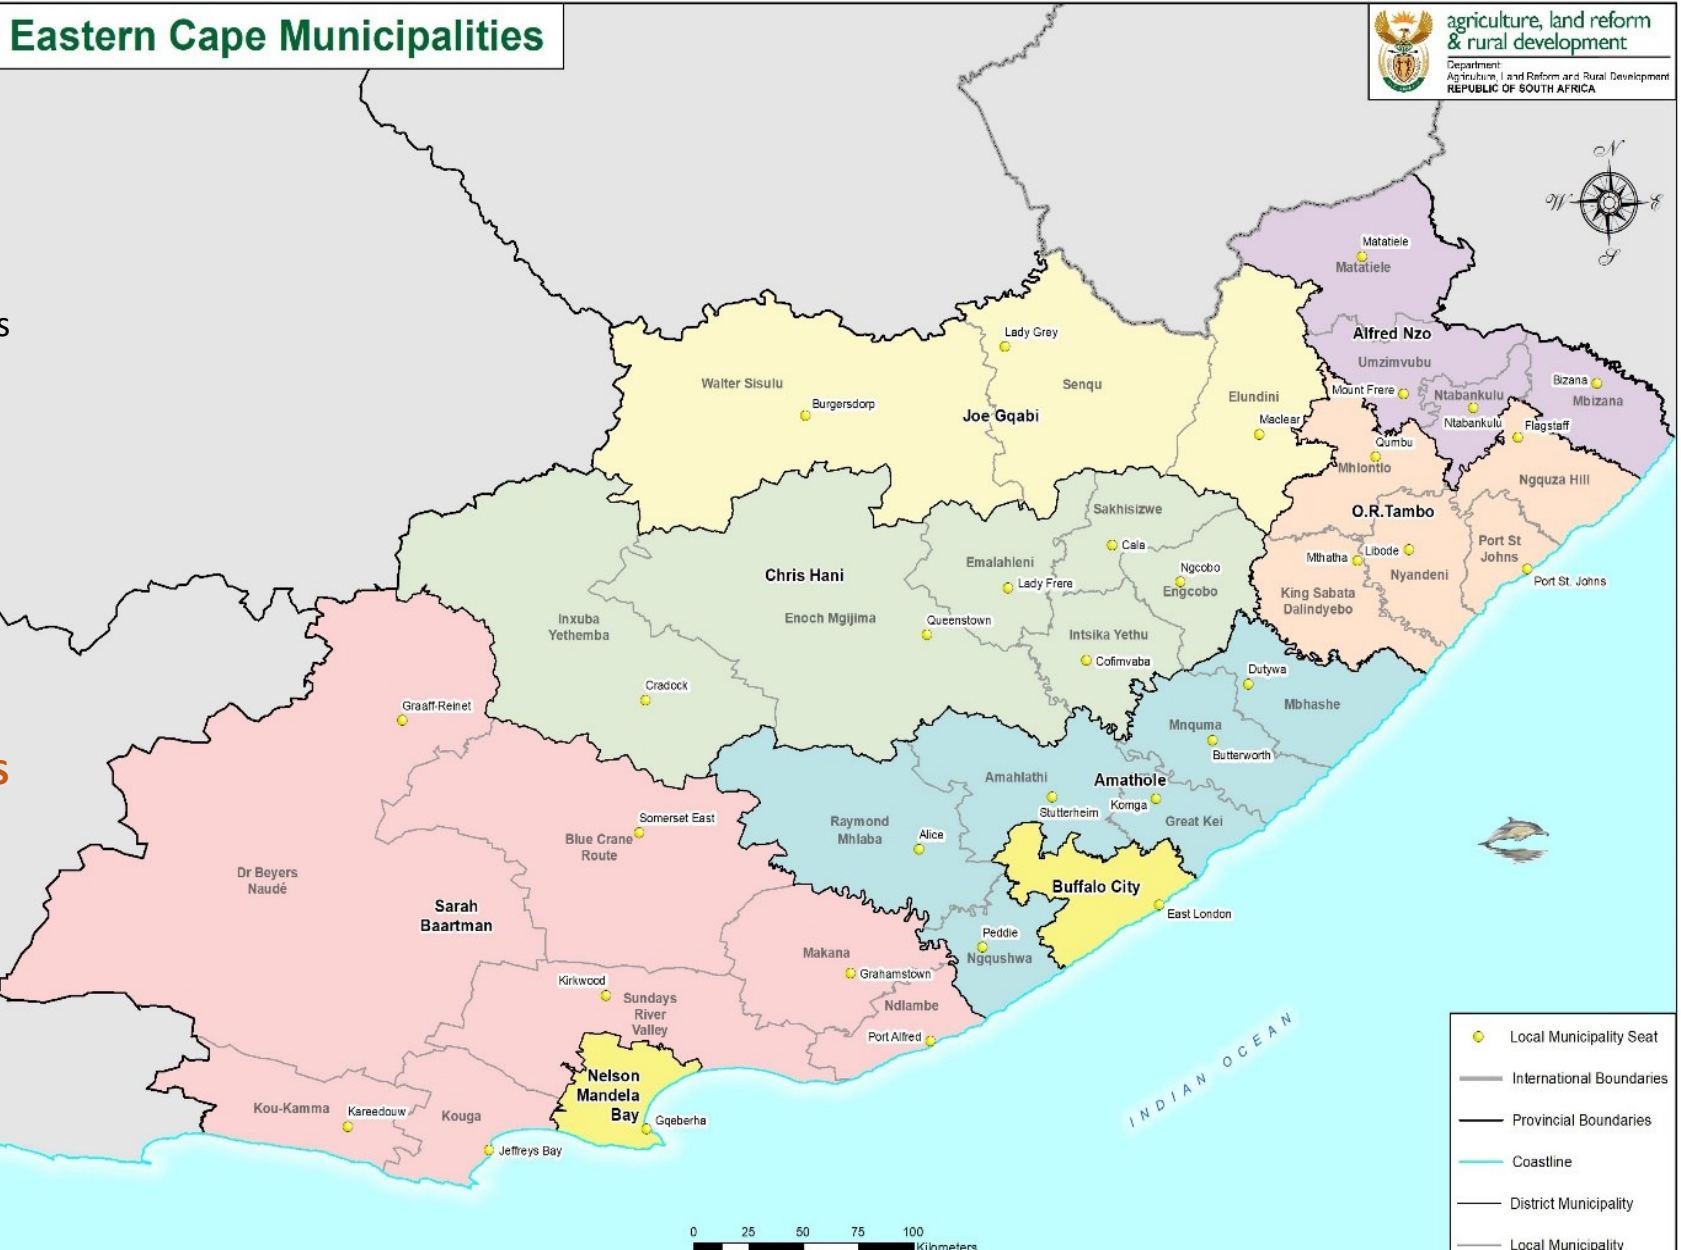 Eastern Cape Municipalities
agriculture, land reform
& rural development
Department:
Agriculture, Land Reform and Rural Development
REPUBLIC OF SOUTH AFRICA
N
W
E
S
s
s
Matatiele
Matatiele
Alfred Nzo
Umzimvubu
Mount Frere
Ntabankulu
Ntabankulu
Bizana
Mbizana
Flagstaff
Lady Grey
Walter Sisulu
Burgersdorp
Senqu
Joe Gqabi
Elundini
Maclear
Qumbu
Mhlontlo
Ngquza Hill
O.R.Tambo
Mthatha
Libode
Nyandeni
Port St
Johns
Port St. Johns
King Sabata
Dalindyebo
Sakhisizwe
Cala
Emalahleni
Lady Frere
Ngcobo
Engcobo
Chris Hani
Inxuba
Yethemba
Enoch Mgijima
Queenstown
Intsika Yethu
Cofimvaba
Cradock
Graaff-Reinet
Dutywa
Mbhashe
Mnquma
Butterworth
Amahlathi
Amathole
Stutterheim
Komga
Great Kei
Raymond
Mhlaba
Alice
Somerset East
Blue Crane
Route
Dr Beyers
Naudé
Sarah
Baartman
Buffalo City
East London
Peddie
Ngqushwa
Makana
Grahamstown
Ndlambe
Port Alfred
Kirkwood
Sundays
River
Valley
Nelson
Mandela
Bay
Gqeberha
Kou-Kamma
Kareedouw
Kouga
Jeffreys Bay
INDIAN OCEAN
Local Municipality Seat
International Boundaries
Provincial Boundaries
Coastline
District Municipality
Local Municipality
0 25 50 75 100
Kilometers